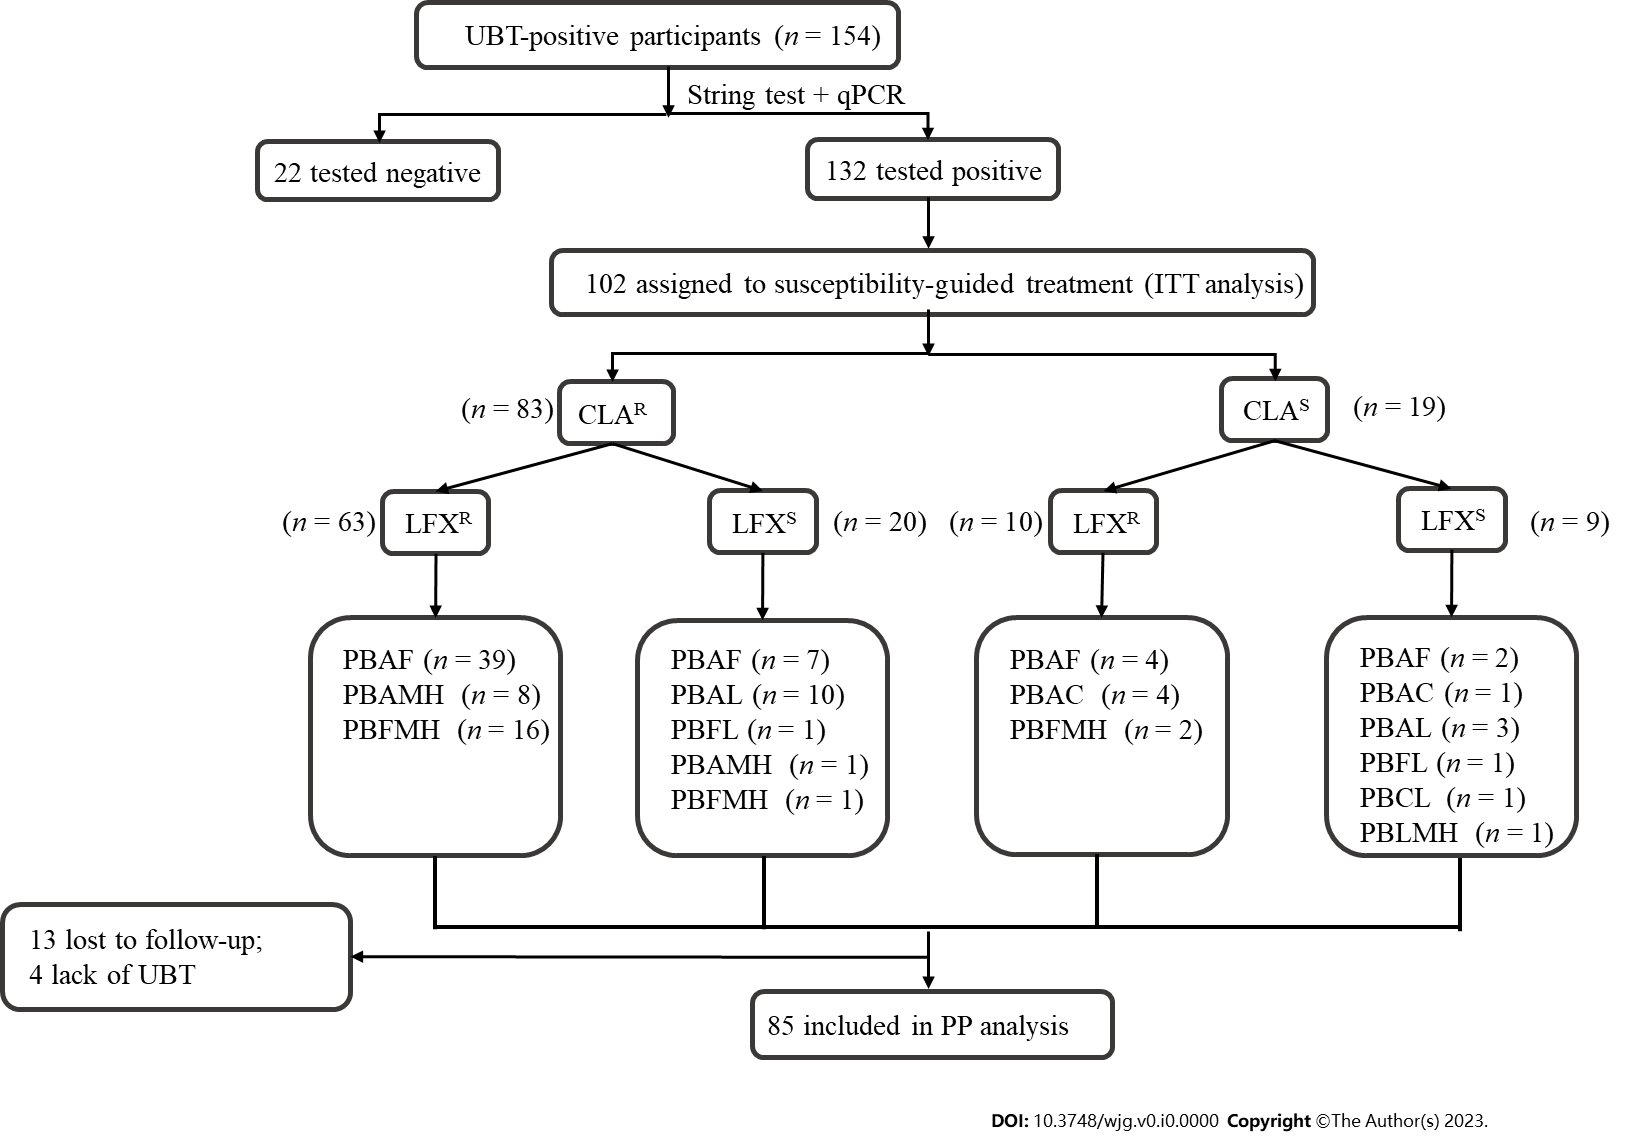 UBT-positive participants (n = 154)
String test + qPCR
22 tested negative
132 tested positive
102 assigned to susceptibility-guided treatment (ITT analysis)
(n = 83)
CLAᴿ
CLAˢ
(n = 19)
(n = 63)
LFXᴿ
LFXˢ
(n = 20)
(n = 10)
LFXᴿ
LFXˢ
(n = 9)
PBAF (n = 39)
PBAMH (n = 8)
PBFMH (n = 16)
PBAF (n = 7)
PBAL (n = 10)
PBFL (n = 1)
PBAMH (n = 1)
PBFMH (n = 1)
PBAF (n = 4)
PBAC (n = 4)
PBFMH (n = 2)
PBAF (n = 2)
PBAC (n = 1)
PBAL (n = 3)
PBFL (n = 1)
PBCL (n = 1)
PBLMH (n = 1)
13 lost to follow-up;
4 lack of UBT
85 included in PP analysis
DOI: 10.3748/wjg.v0.i0.0000 Copyright ©The Author(s) 2023.